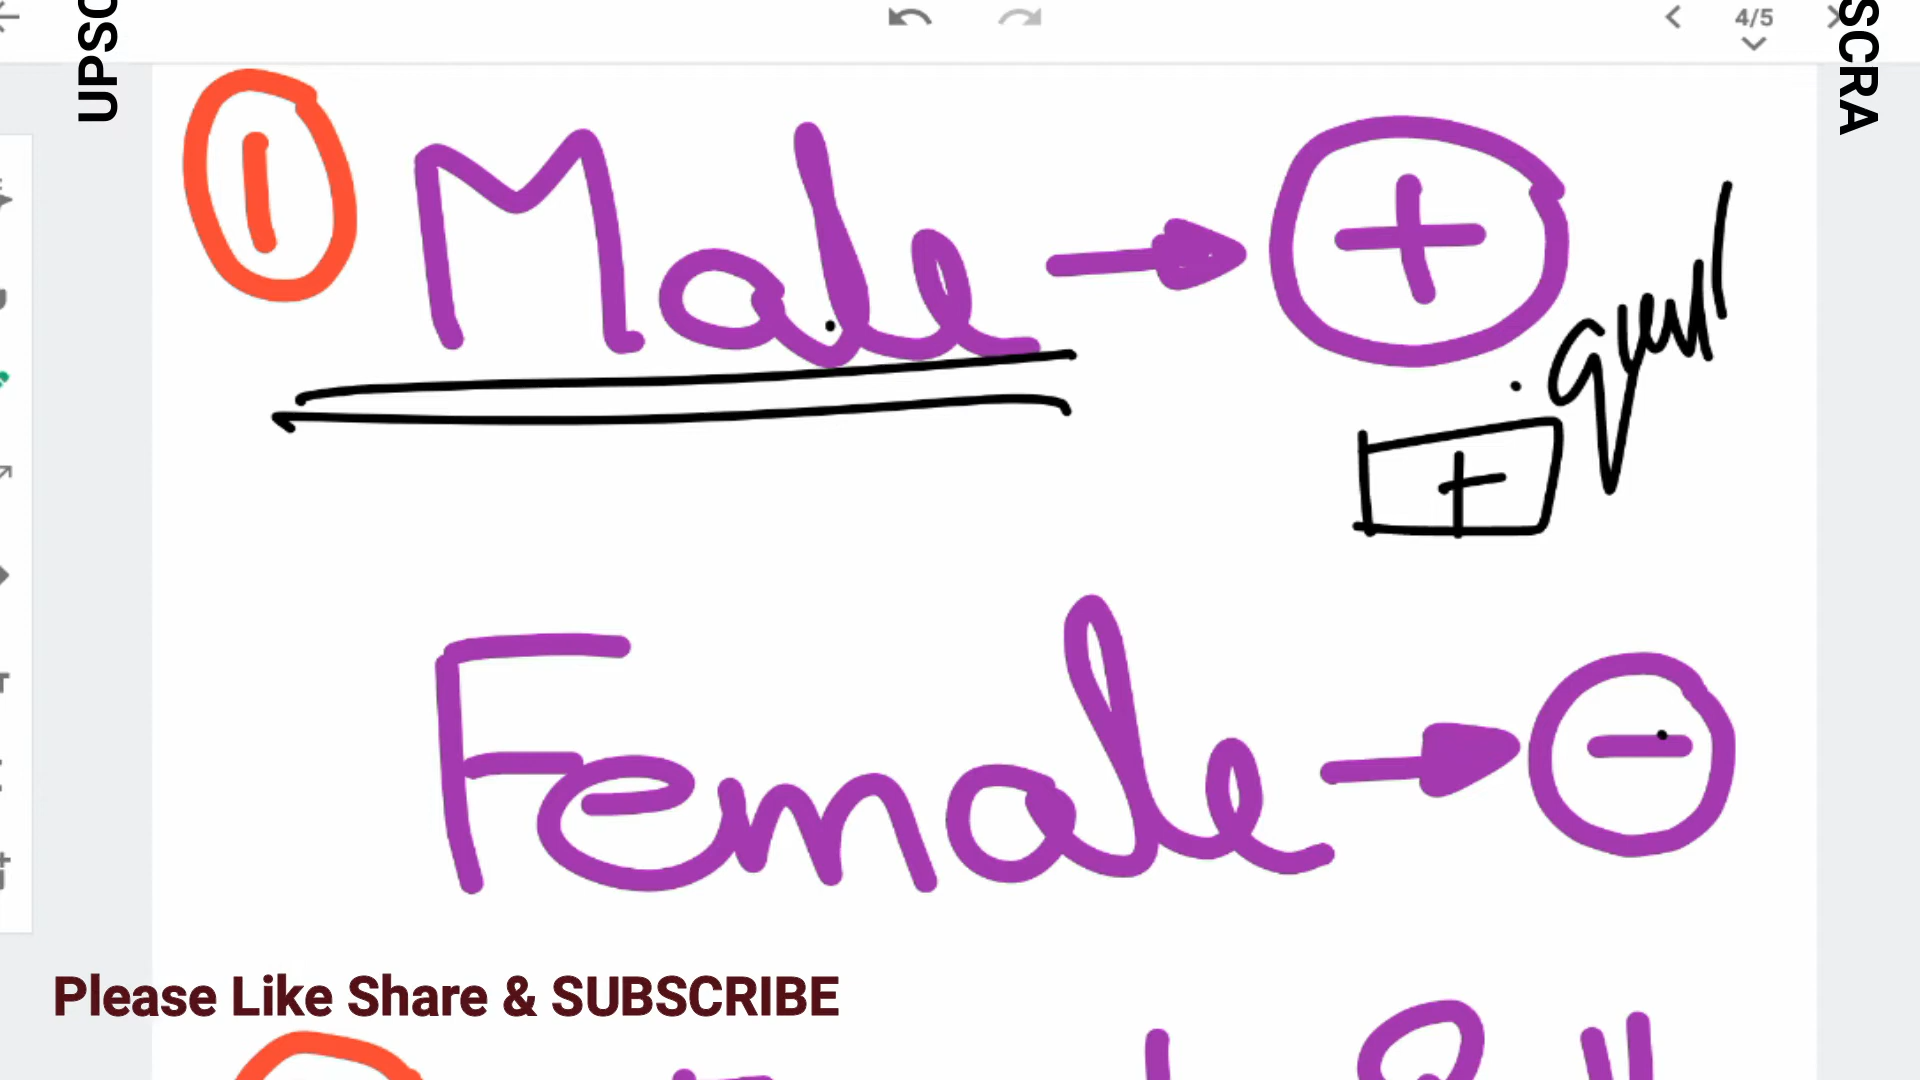 UPSC
SCRA
4/5
1 Male → +
+
Female → -
Please Like Share & SUBSCRIBE